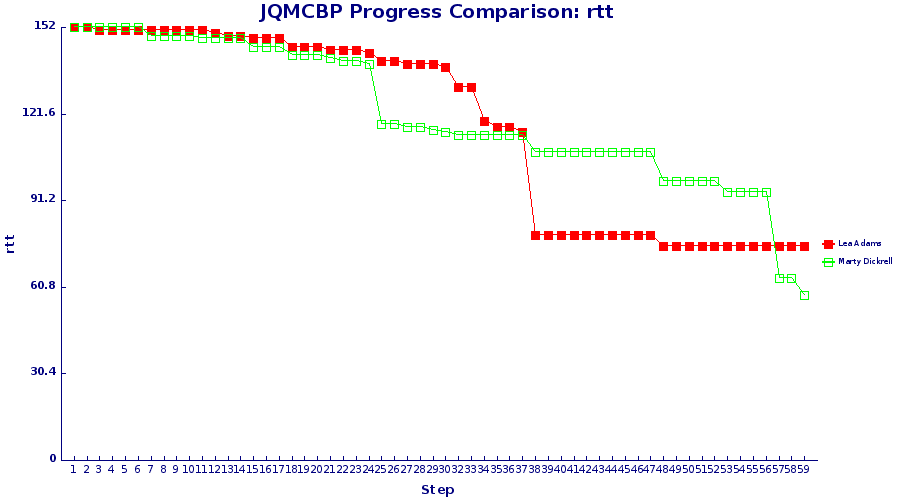 JQMCBP Progress Comparison: rtt
152
121.6
91.2
60.8
30.4
0
rtt
1 2 3 4 5 6 7 8 9 10 11 12 13 14 15 16 17 18 19 20 21 22 23 24 25 26 27 28 29 30 31 32 33 34 35 36 37 38 39 40 41 42 43 44 45 46 47 48 49 50 51 52 53 54 55 56 57 58 59
Step
Lea Adams
Marty Dickrell